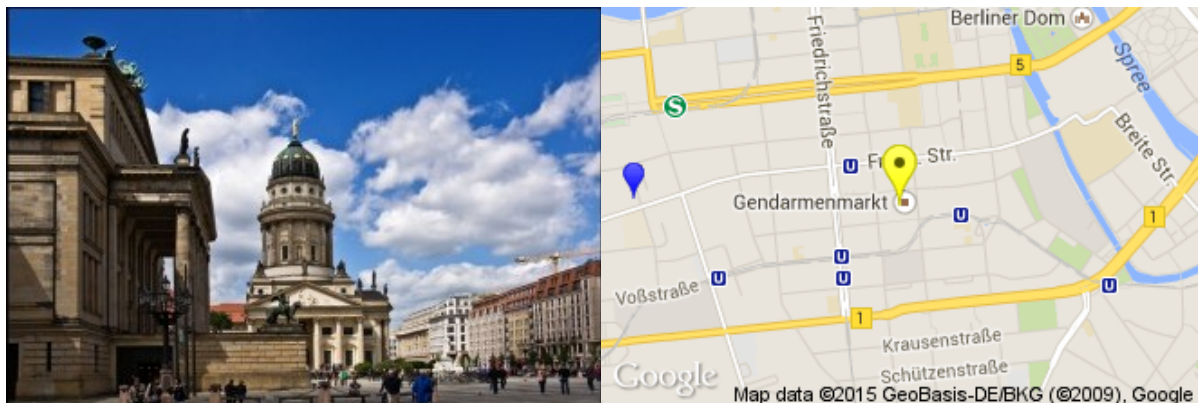 Berliner Dom
Friedrichstraße
Spree
5
S
Breite Str.
U
Str.
Gendarmenmarkt
U
1
U
U
Voßstraße
U
U
1
Krausenstraße
Schützenstraße
Google
Map data ©2015 GeoBasis-DE/BKG (©2009), Google